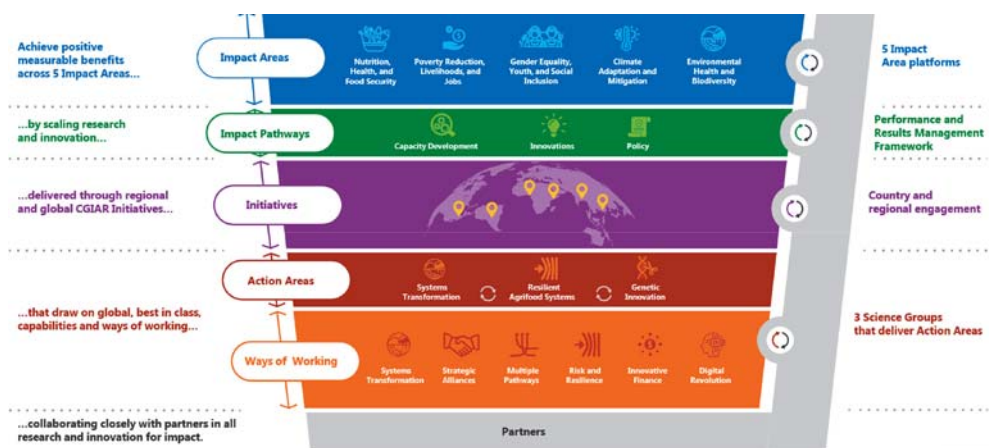 Achieve positive
measurable benefits
across 5 Impact Areas...
Impact Areas
Nutrition,
Health, and
Food Security
Poverty Reduction,
Livelihoods, and
Jobs
Gender Equality,
Youth, and Social
Inclusion
Climate
Adaptation and
Mitigation
Environmental
Health and
Biodiversity
5 Impact
Area platforms
...by scaling research
and innovation...
Impact Pathways
Capacity Development
Innovations
Policy
Performance and
Results Management
Framework
...delivered through regional
and global CGIAR Initiatives...
Initiatives
Country and
regional engagement
Action Areas
Systems
Transformation
Resilient
Agrifood Systems
Genetic
Innovation
...that draw on global, best in class,
capabilities and ways of working...
3 Science Groups
that deliver Action Areas
Ways of Working
Systems
Transformation
Strategic
Alliances
Multiple
Pathways
Risk and
Resilience
Innovative
Finance
Digital
Revolution
...collaborating closely with partners in all
research and innovation for impact.
Partners